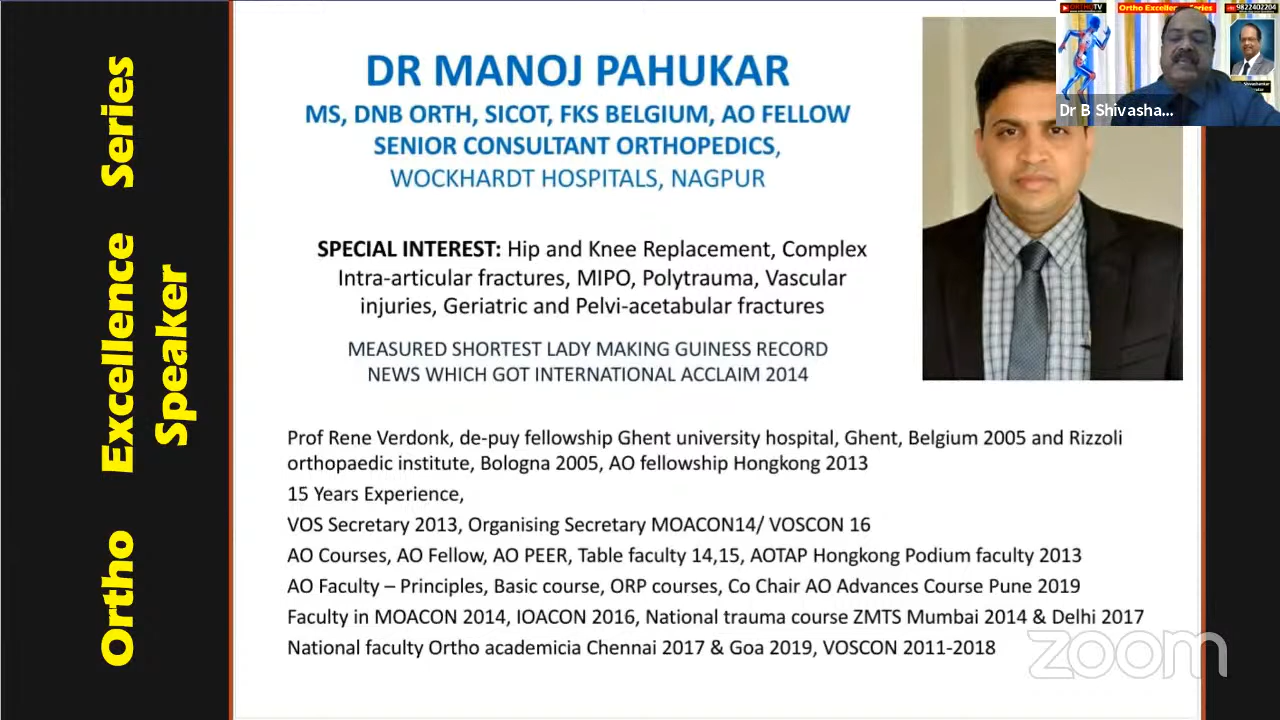 Ortho Excellence Series
Speaker
DR MANOJ PAHUKAR
MS, DNB ORTH, SICOT, FKS BELGIUM, AO FELLOW
SENIOR CONSULTANT ORTHOPEDICS,
WOCKHARDT HOSPITALS, NAGPUR
SPECIAL INTEREST: Hip and Knee Replacement, Complex
Intra-articular fractures, MIPO, Polytrauma, Vascular
injuries, Geriatric and Pelvi-acetabular fractures
MEASURED SHORTEST LADY MAKING GUINESS RECORD
NEWS WHICH GOT INTERNATIONAL ACCLAIM 2014
Prof Rene Verdonk, de-puy fellowship Ghent university hospital, Ghent, Belgium 2005 and Rizzoli
orthopaedic institute, Bologna 2005, AO fellowship Hongkong 2013
15 Years Experience,
VOS Secretary 2013, Organising Secretary MOACON14/ VOSCON 16
AO Courses, AO Fellow, AO PEER, Table faculty 14,15, AOTAP Hongkong Podium faculty 2013
AO Faculty – Principles, Basic course, ORP courses, Co Chair AO Advances Course Pune 2019
Faculty in MOACON 2014, IOACON 2016, National trauma course ZMTS Mumbai 2014 & Delhi 2017
National faculty Ortho academicia Chennai 2017 & Goa 2019, VOSCON 2011-2018
ORTHOTV
Ortho Excellence Series
9822402204
Dr B Shivasha...
zoom